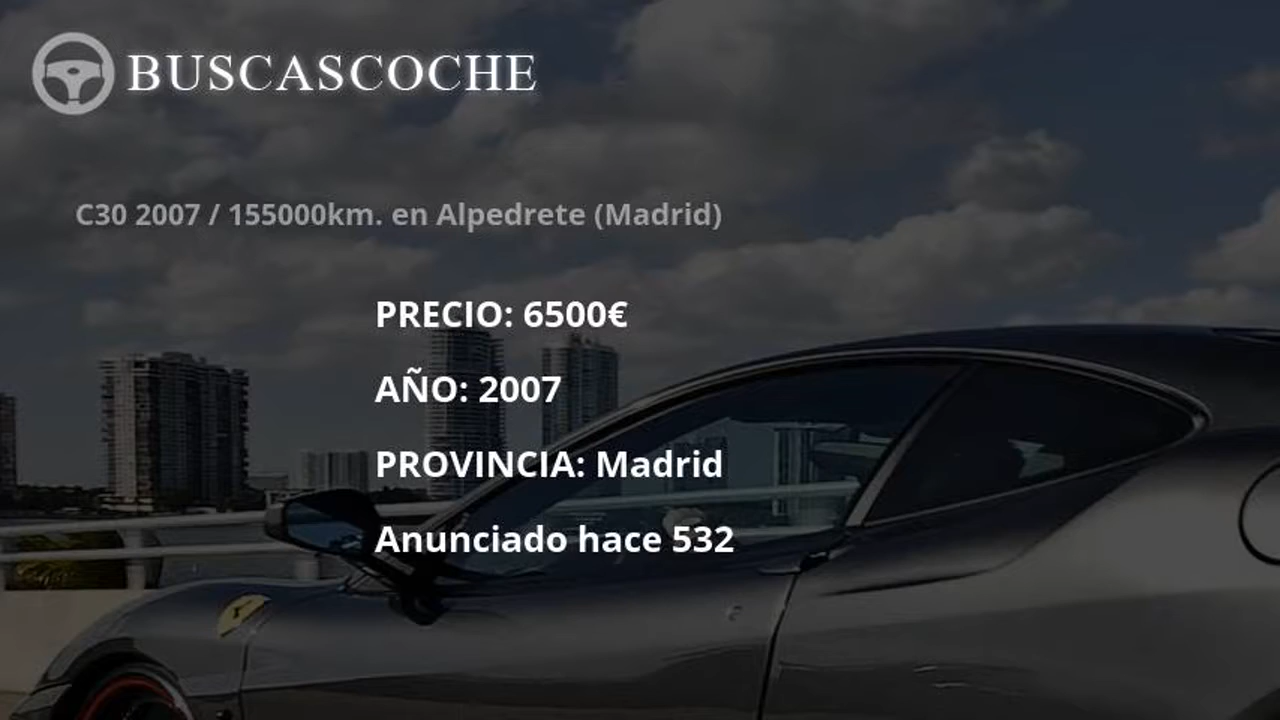 BUSCASCOCHE
C30 2007 / 155000km. en Alpedrete (Madrid)
PRECIO: 6500€
AÑO: 2007
PROVINCIA: Madrid
Anunciado hace 532